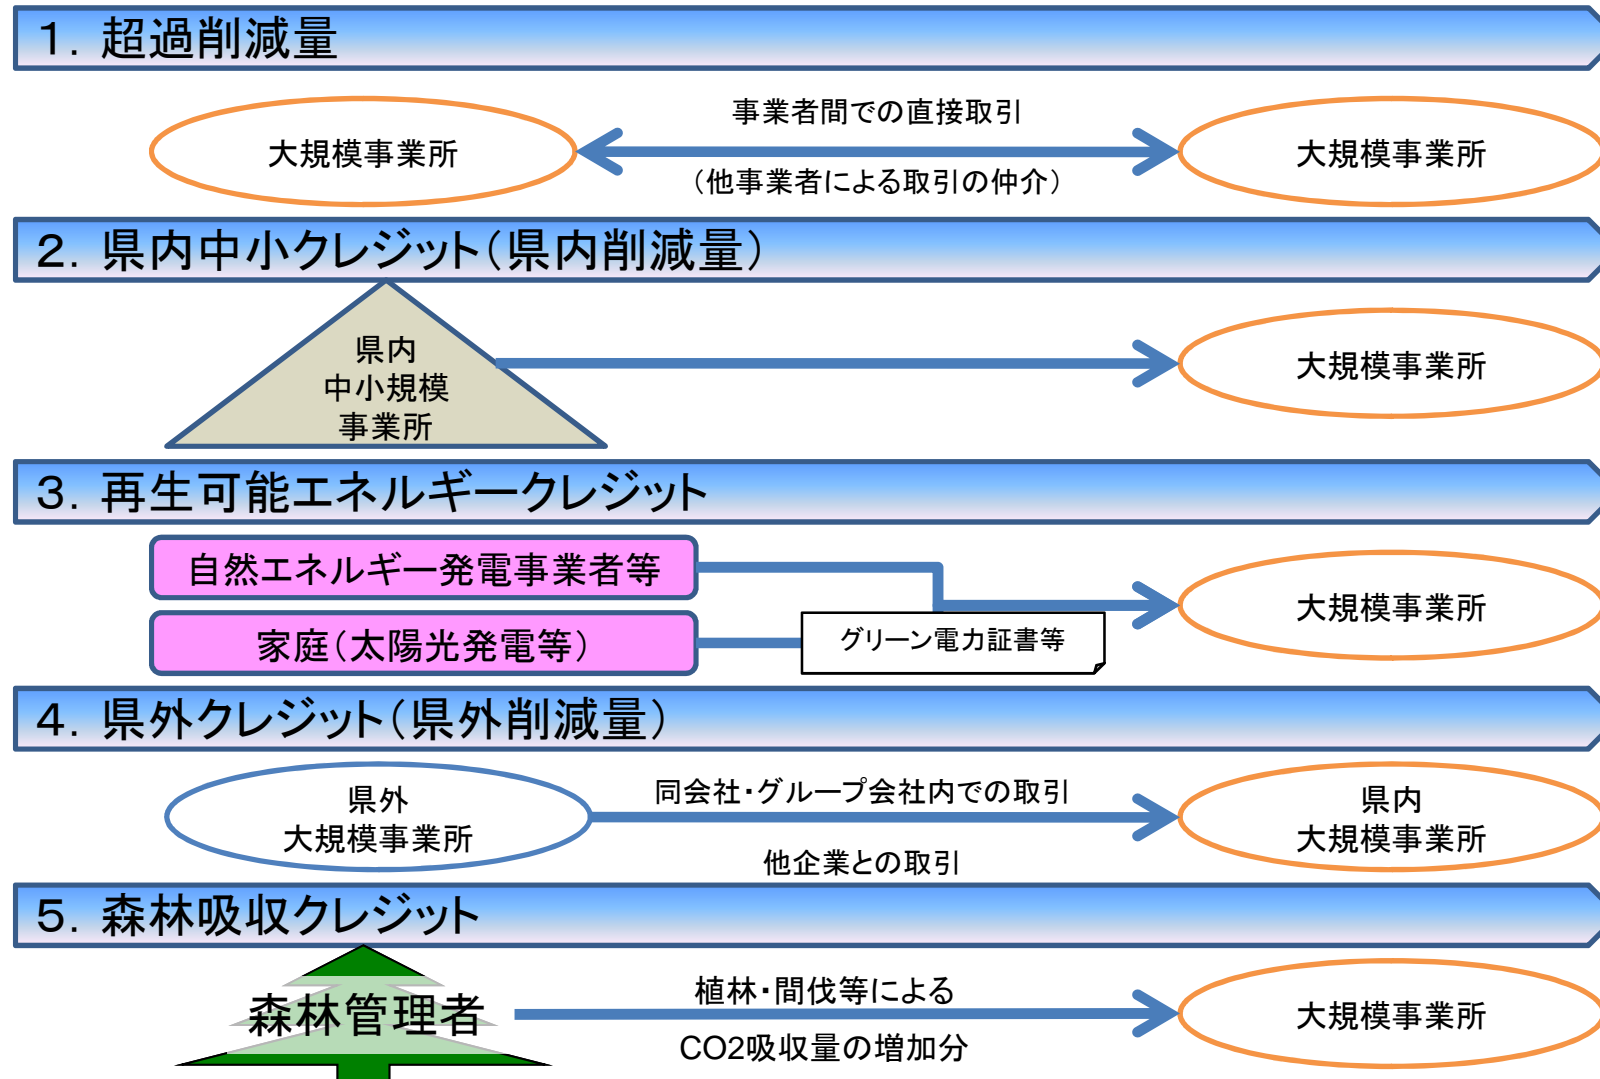 1. 超過削減量
事業者間での直接取引
大規模事業所
大規模事業所
(他事業者による取引の仲介)
2. 県内中小クレジット(県内削減量)
県内
中小規模
事業所
大規模事業所
3. 再生可能エネルギークレジット
自然エネルギー発電事業者等
大規模事業所
家庭(太陽光発電等)
グリーン電力証書等
4. 県外クレジット(県外削減量)
県外
大規模事業所
同会社・グループ会社内での取引
他企業との取引
県内
大規模事業所
5. 森林吸収クレジット
森林管理者
植林・間伐等による
CO2吸収量の増加分
大規模事業所